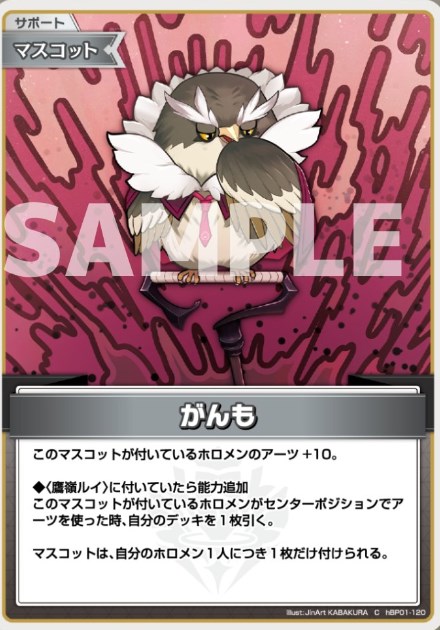 サポート
マスコット
SAMPLE
がんも
このマスコットが付いているホロメンのアーツ+10。
◆〈鷹嶺ルイ〉に付いていたら能力追加
このマスコットが付いているホロメンがセンターポジションでア
ーツを使った時、自分のデッキを1枚引く。
マスコットは、自分のホロメン1人につき1枚だけ付けられる。
illust:JinArt KABAKURA C hBP01-120